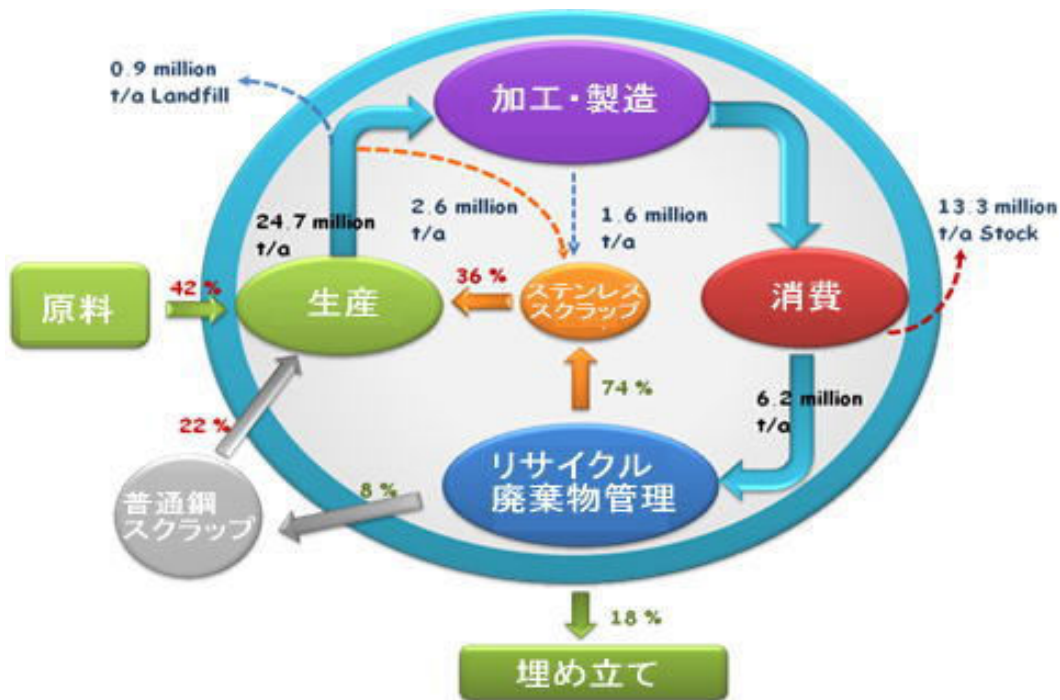 0.9 million
t/a Landfill
加工・製造
24.7 million
t/a
2.6 million
t/a
1.6 million
t/a
13.3 million
t/a Stock
原料
42 %
生産
36 %
ステンレス
スクラップ
消費
74 %
6.2 million
t/a
22 %
普通鋼
スクラップ
8 %
リサイクル
廃棄物管理
18 %
埋め立て